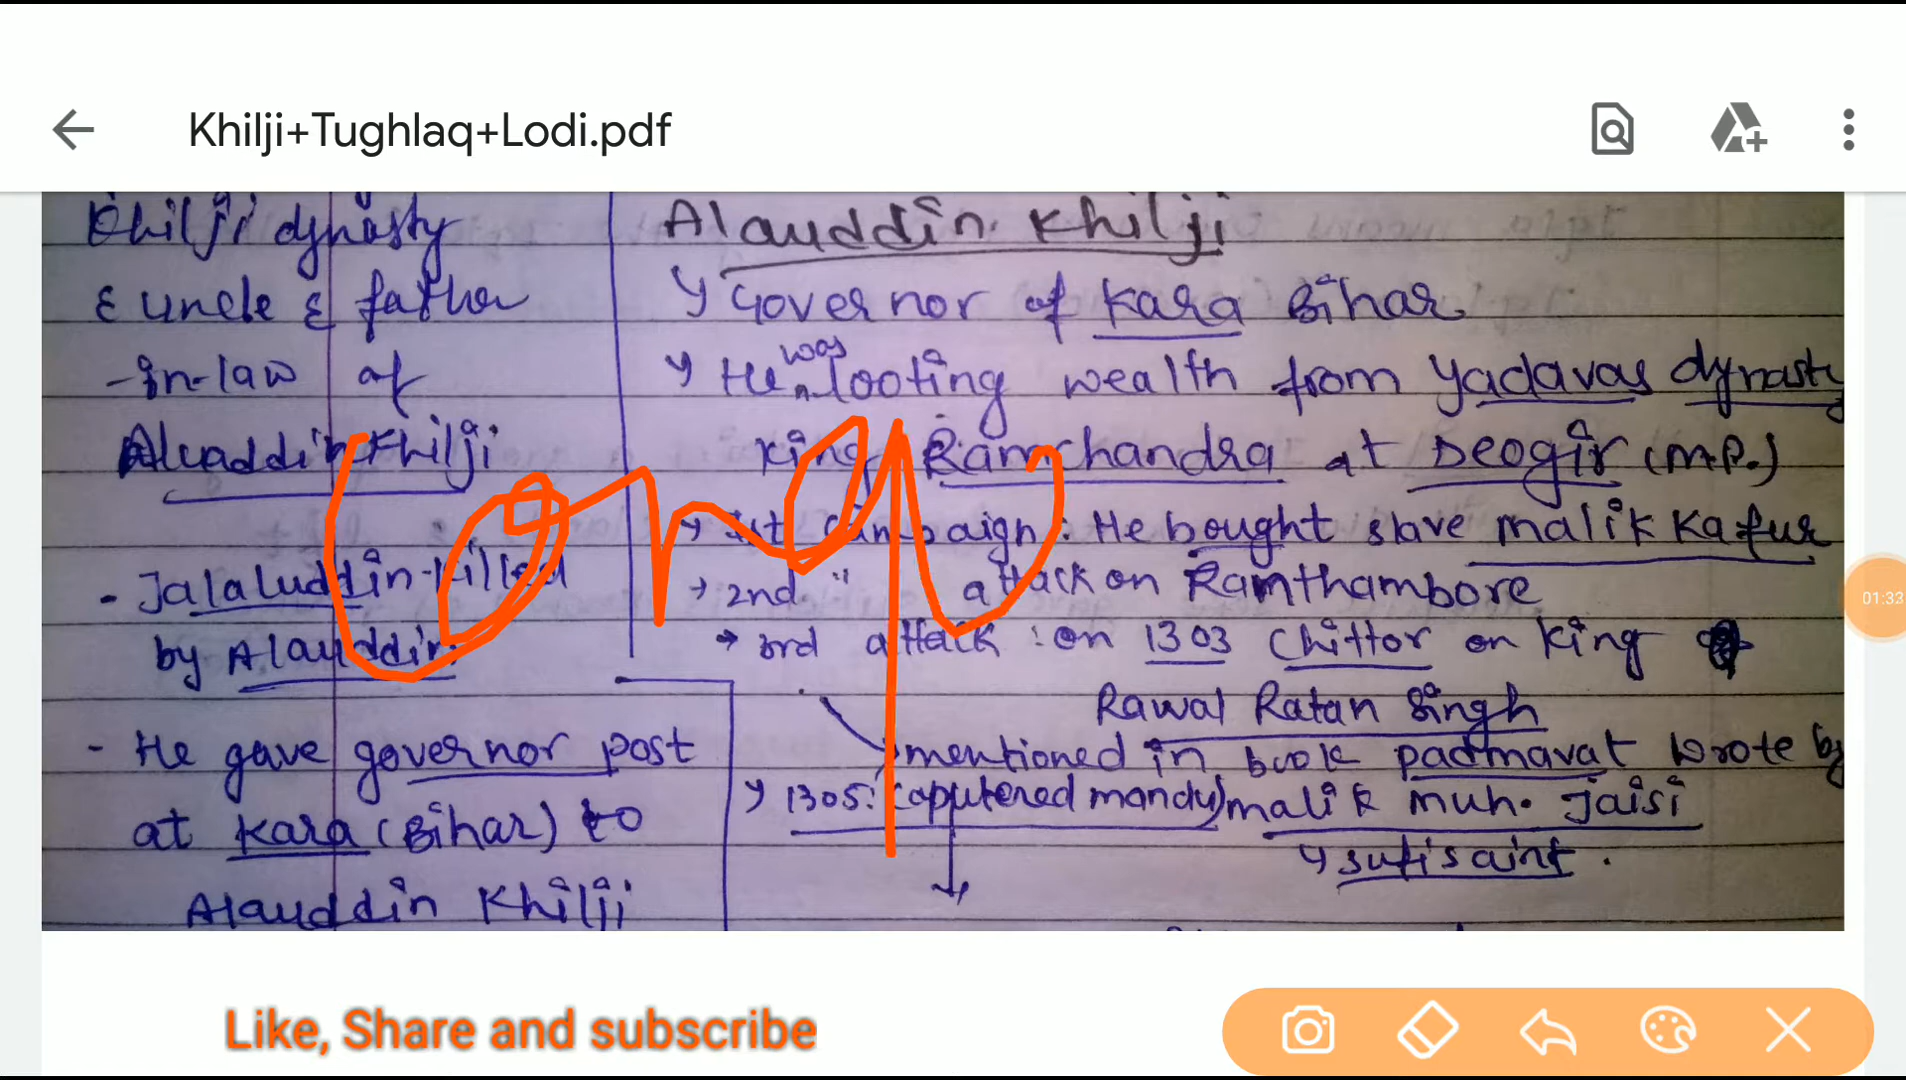 Khilji+Tughlaq+Lodi.pdf
Khilji dynasty
& uncle & father
-in-law of
Aluaddin Khilji
- Jalaluddin killed
by Alauddin.
- He gave governor post
at Kara (Bihar) to
Alauddin Khilji
Alauddin Khilji
Governor of Kara Bihar
He was looting wealth from Yadavas dynasty
king Ramchandra at Deogir (M.P.)
→ 1st Campaign: He bought slave malik Kafur
→ 2nd " attack on Ranthambore
→ 3rd attack : on 1303 Chittor on king
Rawal Ratan Singh
mentioned in book padmavat wrote by
1305: (apputered mandu) malik muh. Jaisi
sufi saint.
01:33
Like, Share and subscribe